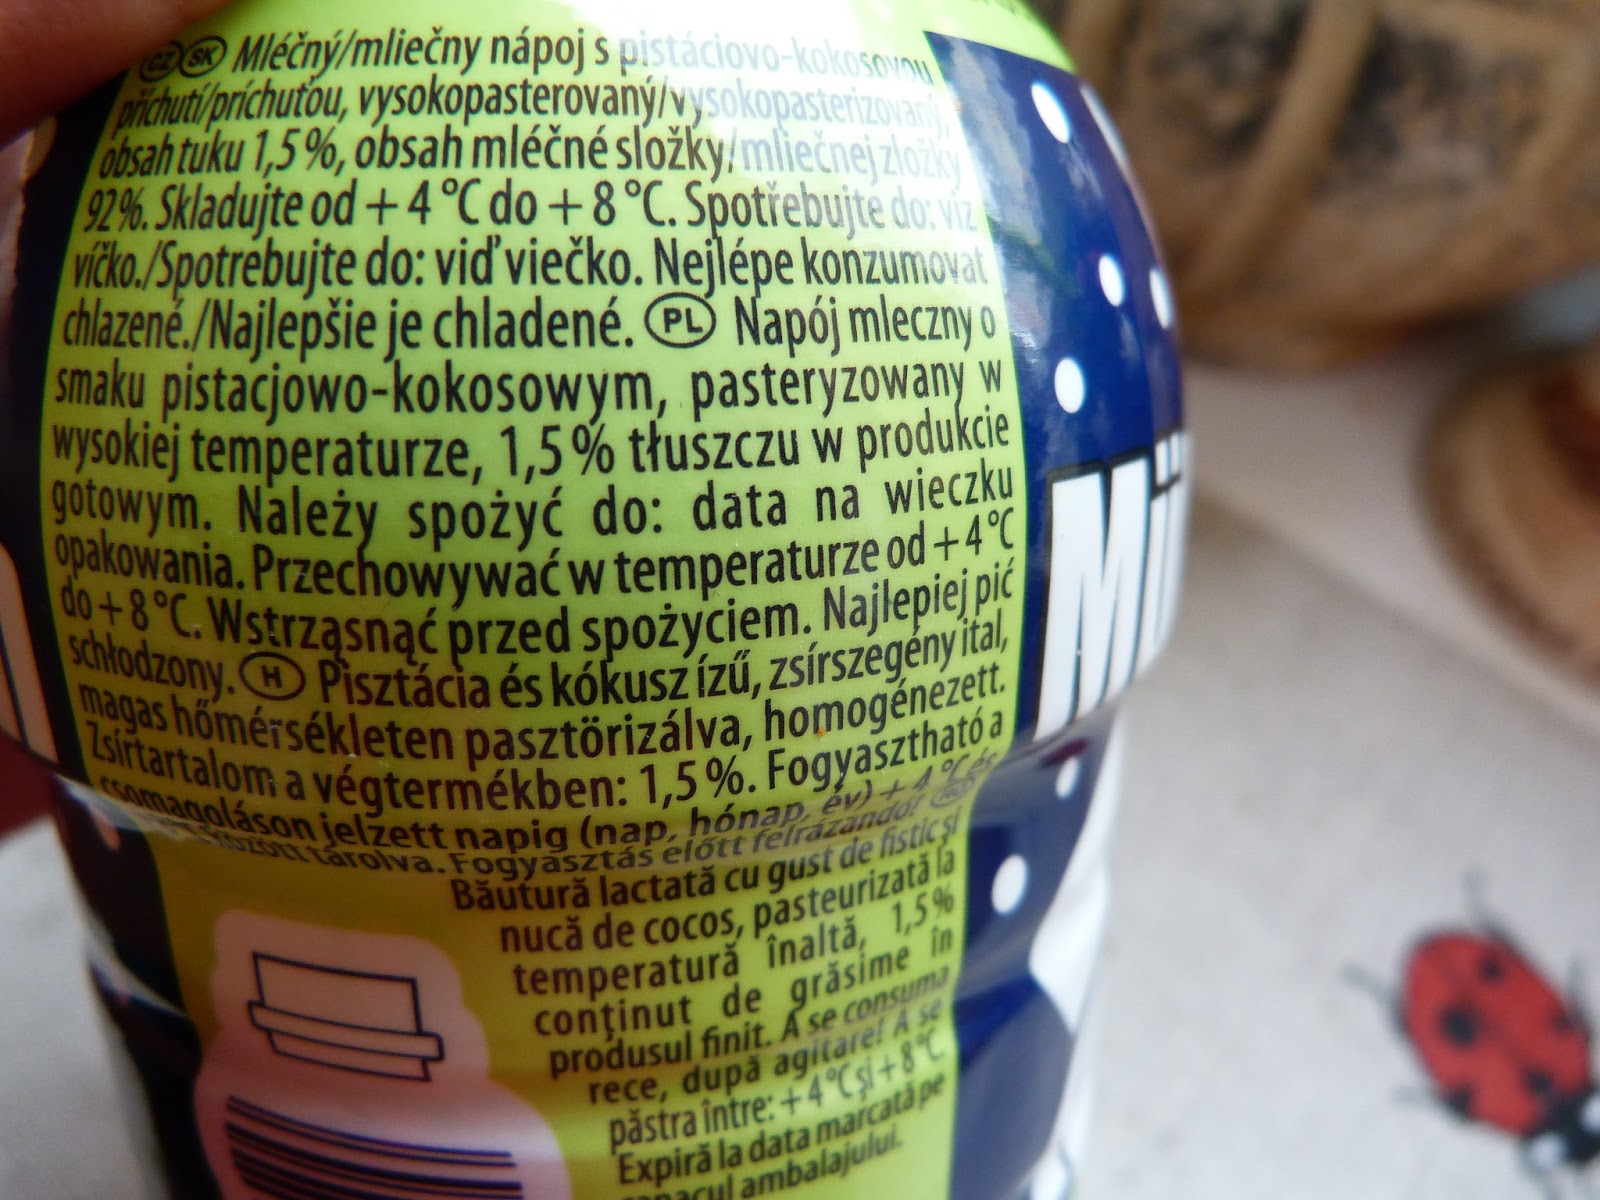 CZ SK Mléčný/mliečny nápoj s pistáciovo-kokosovou
příchutí/príchuťou, vysokopasterovaný/vysokopasterizovaný,
obsah tuku 1,5%, obsah mléčné složky/mliečnej zložky
92%. Skladujte od +4°C do +8°C. Spotřebujte do: viz
víčko./Spotrebujte do: viď viečko. Nejlépe konzumovat
chlazené./Najlepšie je chladené. PL Napój mleczny o
smaku pistacjowo-kokosowym, pasteryzowany w
wysokiej temperaturze, 1,5% tłuszczu w produkcie
gotowym. Należy spożyć do: data na wieczku
opakowania. Przechowywać w temperaturze od +4°C
do +8°C. Wstrząsnąć przed spożyciem. Najlepiej pić
schłodzony. H Pisztácia és kókusz ízű, zsírszegény ital,
magas hőmérsékleten pasztörizálva, homogénezett.
Zsírtartalom a végtermékben: 1,5%. Fogyasztható a
csomagoláson jelzett napig (nap, hónap, év) +4°C és
között tárolva. Fogyasztás előtt felrázandó!
Băutură lactată cu gust de fistic și
nucă de cocos, pasteurizată la
temperatură înaltă, 1,5%
conținut de grăsime în
produsul finit. A se consuma
rece, după agitare! A se
păstra între: +4°C și +8°C
Expiră la data marcată pe
capacul ambalajului.
Mil